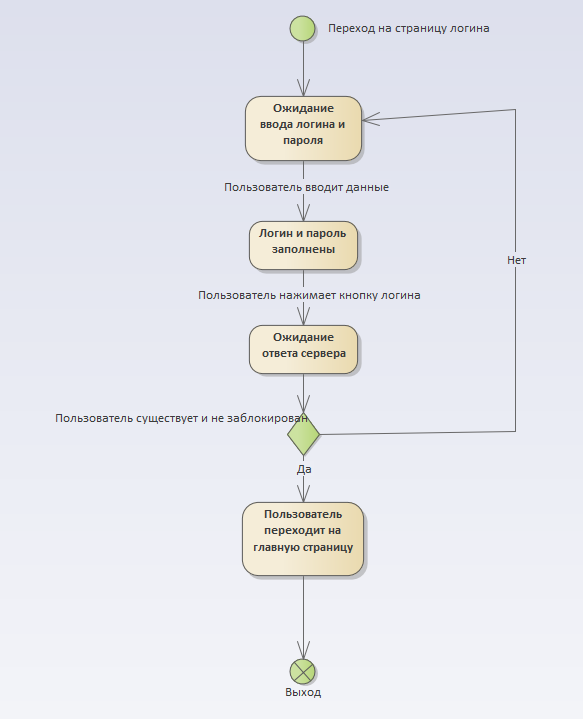 Переход на страницу логина
Ожидание
ввода логина и
пароля
Пользователь вводит данные
Логин и пароль
заполнены
Нет
Пользователь нажимает кнопку логина
Ожидание
ответа сервера
Пользователь существует и не заблокирован
Да
Пользователь
переходит на
главную страницу
Выход